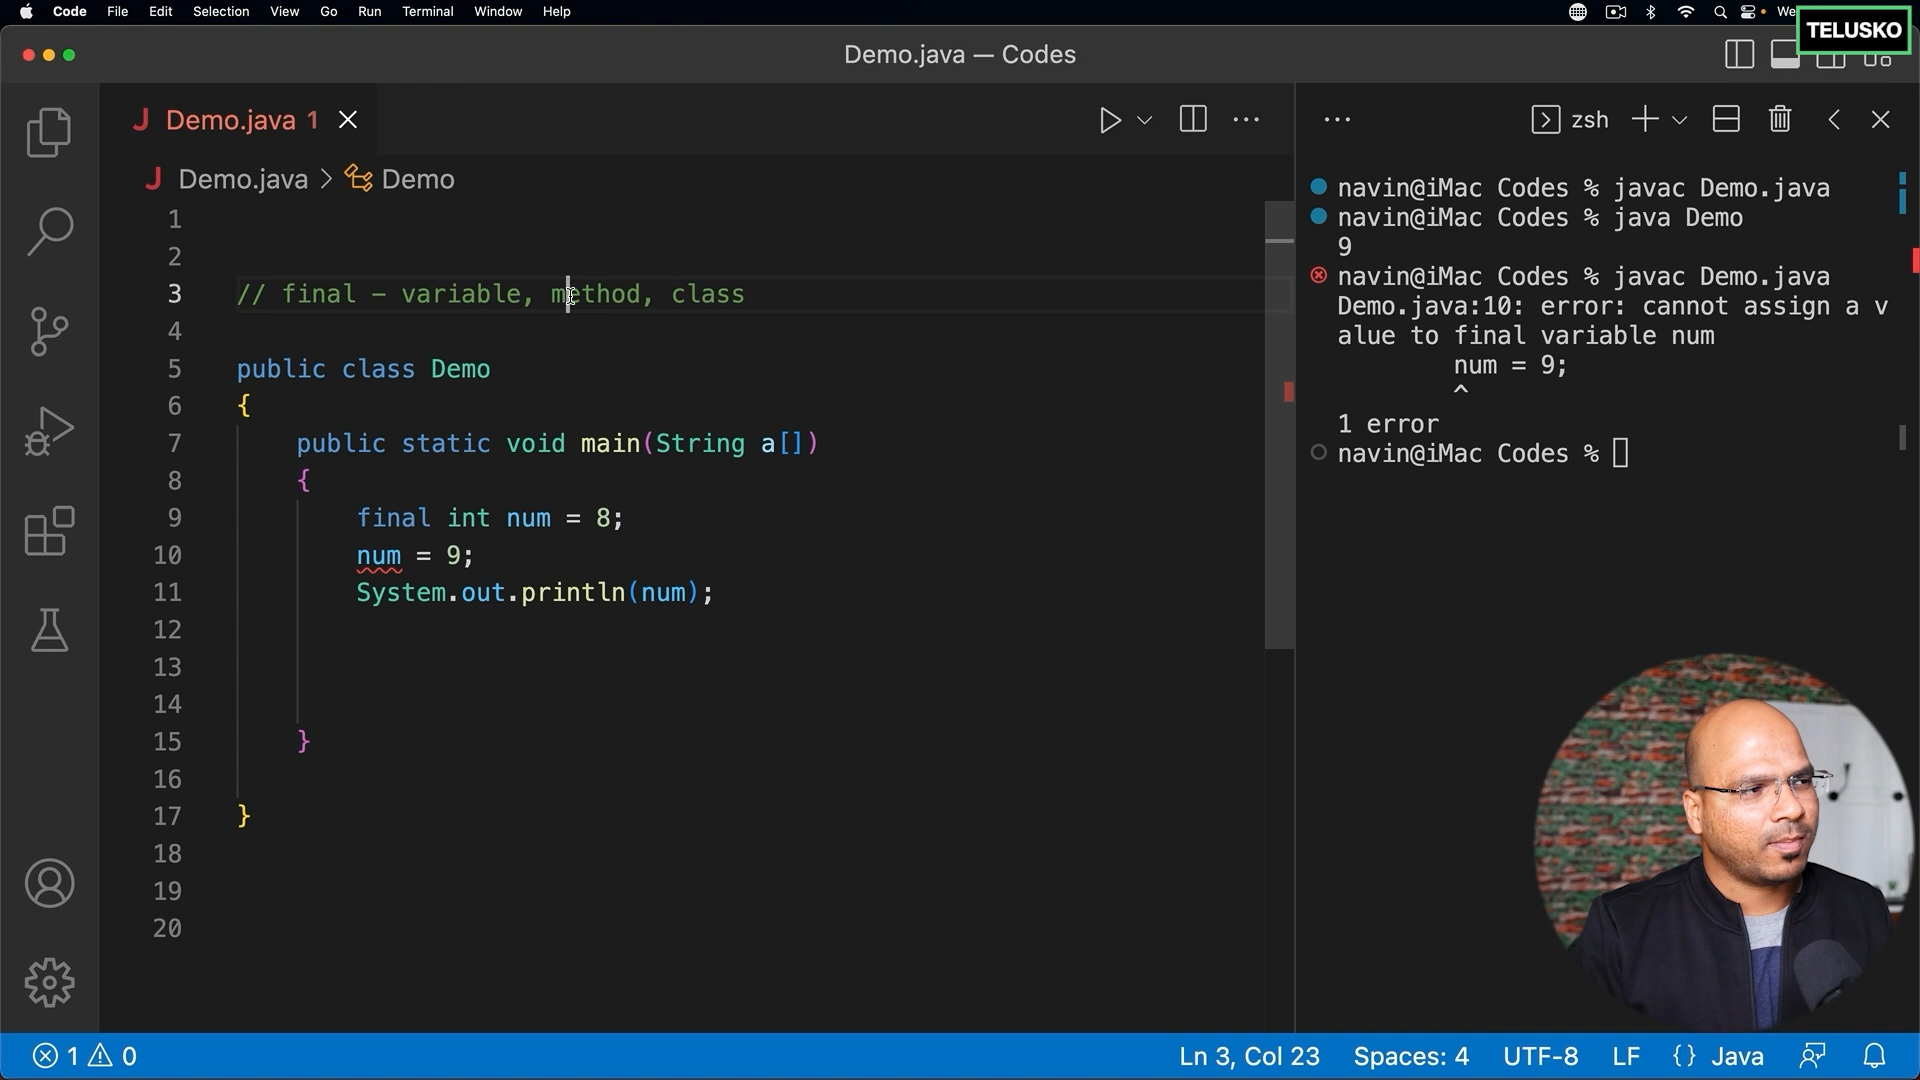 Code File Edit Selection View Go Run Terminal Window Help
TELUSKO
Demo.java — Codes
Demo.java 1
zsh
Demo.java > Demo
1
2
3 // final – variable, method, class
4
5 public class Demo
6 {
7 public static void main(String a[])
8 {
9 final int num = 8;
10 num = 9;
11 System.out.println(num);
12
13
14
15 }
16
17 }
18
19
20
navin@iMac Codes % javac Demo.java
navin@iMac Codes % java Demo
9
navin@iMac Codes % javac Demo.java
Demo.java:10: error: cannot assign a v
alue to final variable num
num = 9;
^
1 error
navin@iMac Codes %
1 0
Ln 3, Col 23 Spaces: 4 UTF-8 LF {} Java